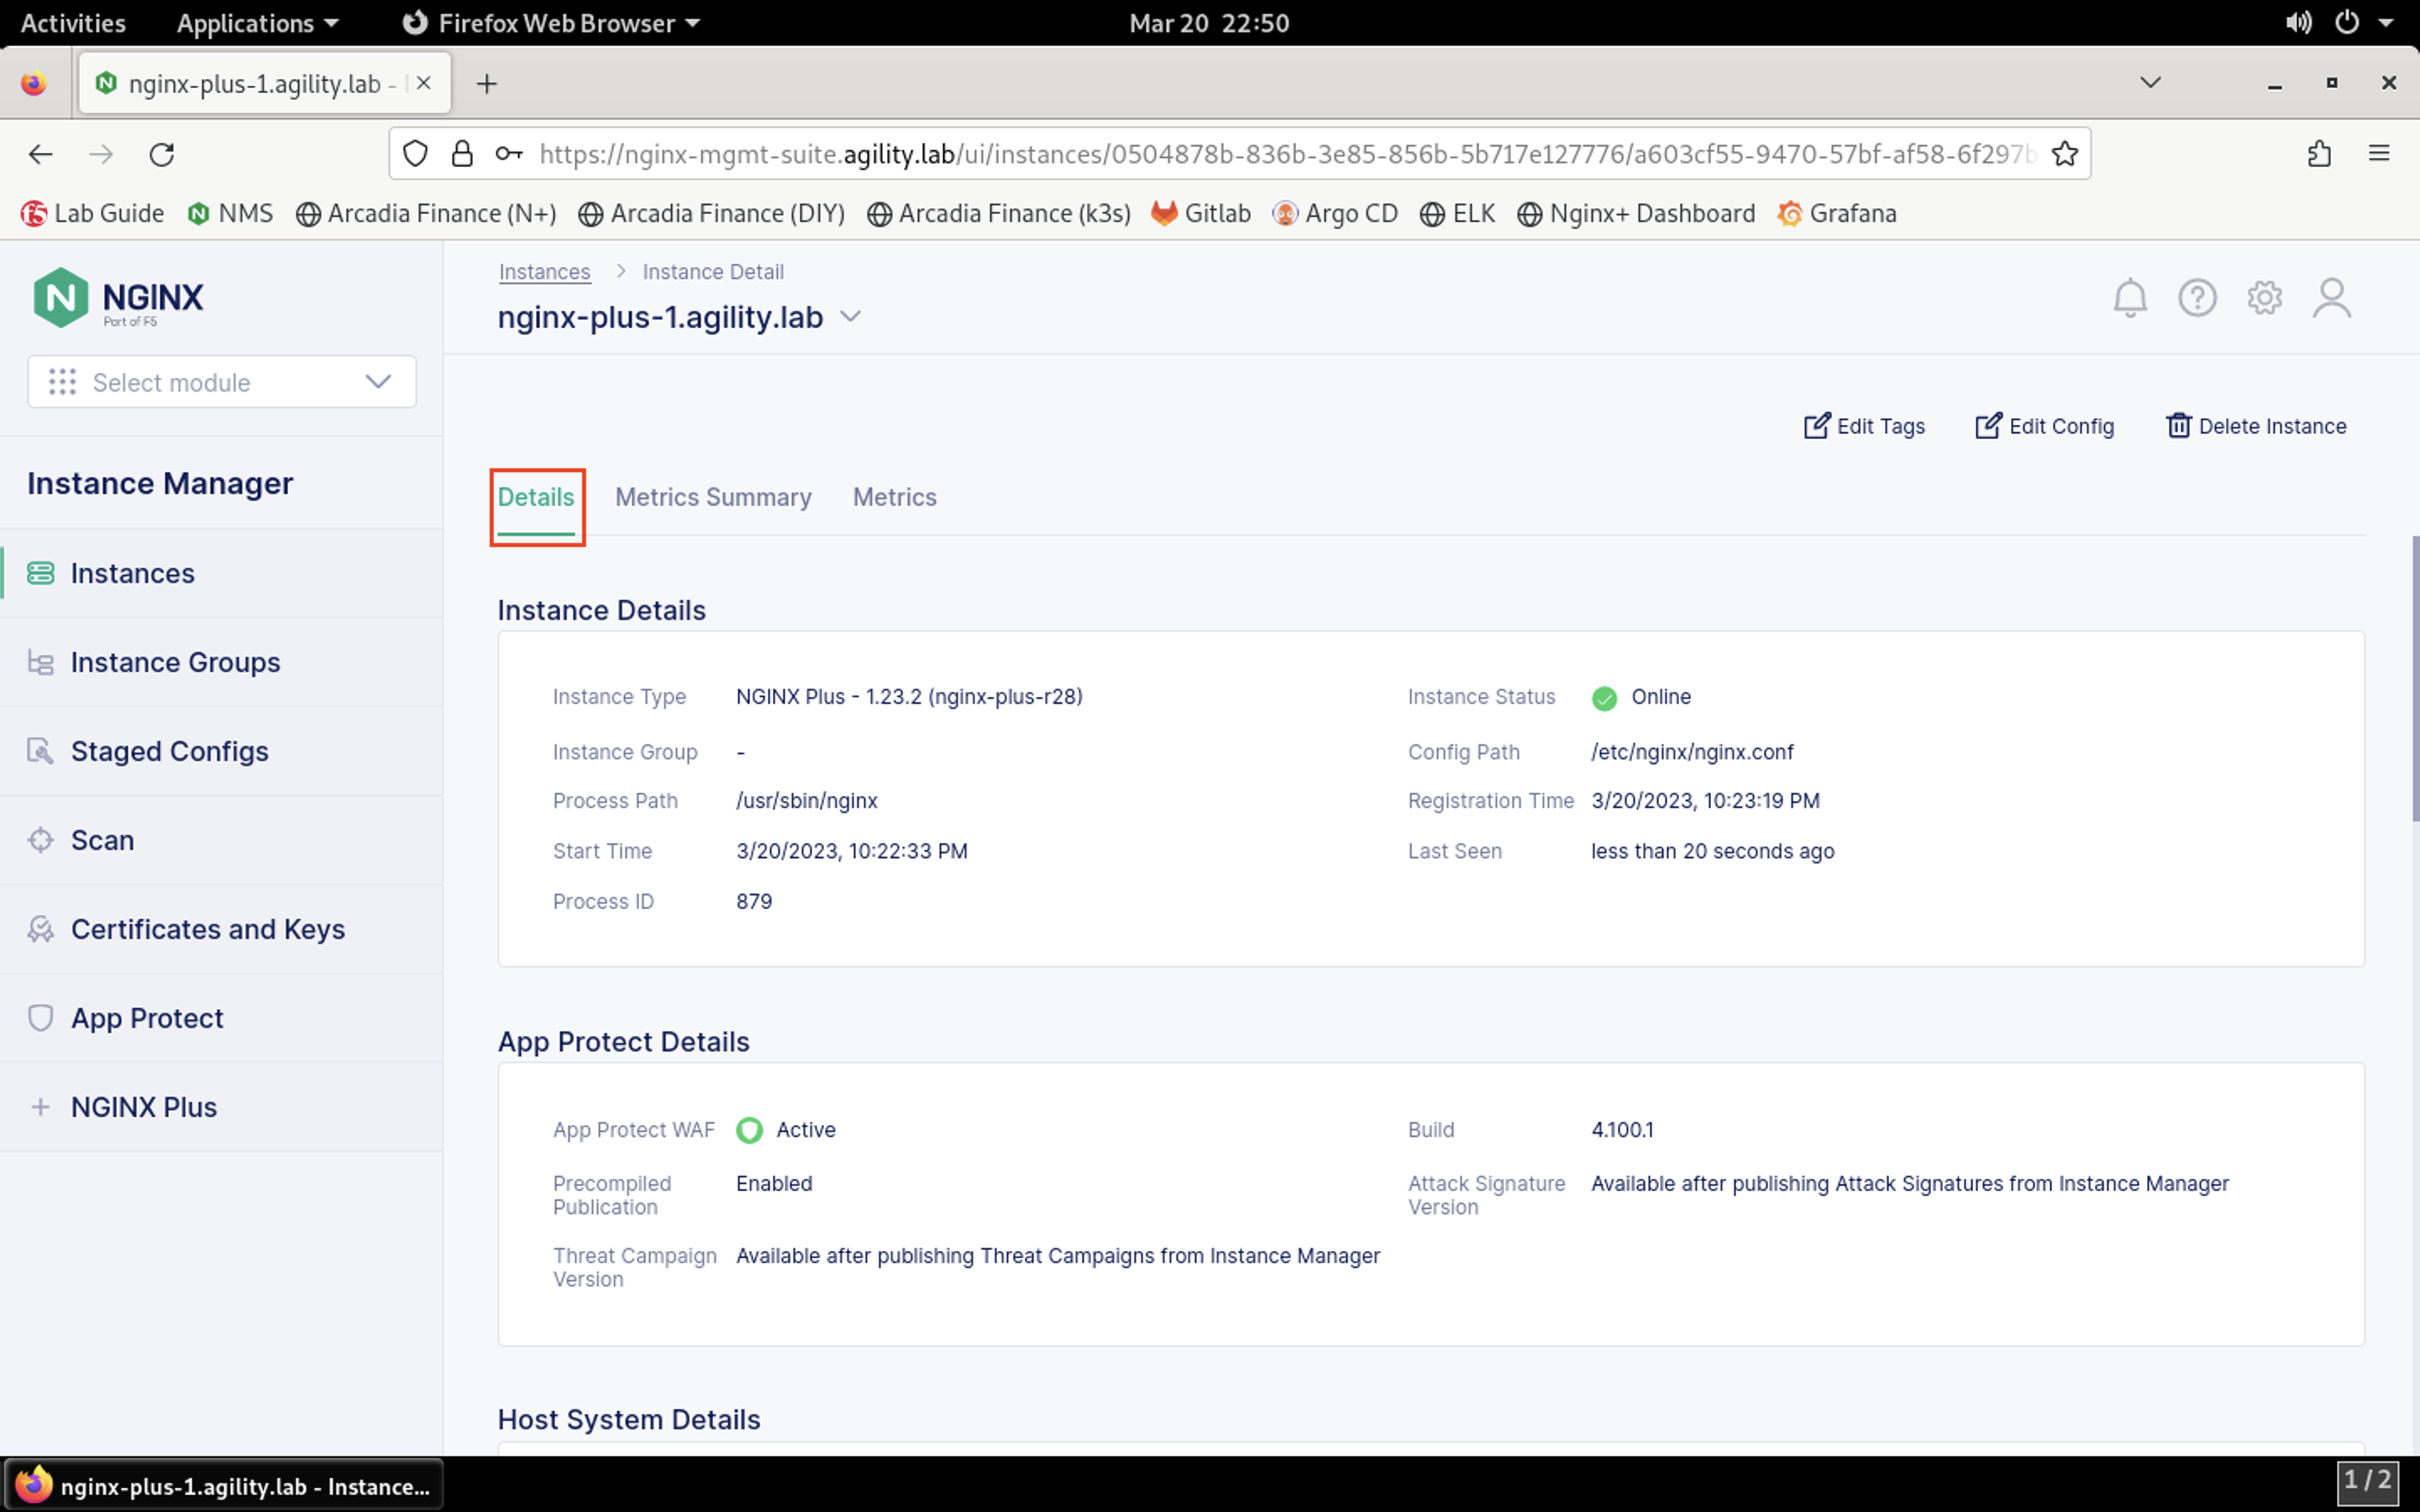 Activities Applications Firefox Web Browser Mar 20 22:50
nginx-plus-1.agility.lab -
https://nginx-mgmt-suite.agility.lab/ui/instances/0504878b-836b-3e85-856b-5b717e127776/a603cf55-9470-57bf-af58-6f297b
Lab Guide NMS Arcadia Finance (N+) Arcadia Finance (DIY) Arcadia Finance (k3s) Gitlab Argo CD ELK Nginx+ Dashboard Grafana
NGINX
Part of F5
Select module
Instance Manager
Instances
Instance Groups
Staged Configs
Scan
Certificates and Keys
App Protect
NGINX Plus
Instances > Instance Detail
nginx-plus-1.agility.lab
Edit Tags Edit Config Delete Instance
Details Metrics Summary Metrics
Instance Details
Instance Type NGINX Plus - 1.23.2 (nginx-plus-r28) Instance Status Online
Instance Group - Config Path /etc/nginx/nginx.conf
Process Path /usr/sbin/nginx Registration Time 3/20/2023, 10:23:19 PM
Start Time 3/20/2023, 10:22:33 PM Last Seen less than 20 seconds ago
Process ID 879
App Protect Details
App Protect WAF Active Build 4.100.1
Precompiled Enabled Attack Signature Available after publishing Attack Signatures from Instance Manager
Publication Version
Threat Campaign Available after publishing Threat Campaigns from Instance Manager
Version
Host System Details
nginx-plus-1.agility.lab - Instance...
1 / 2